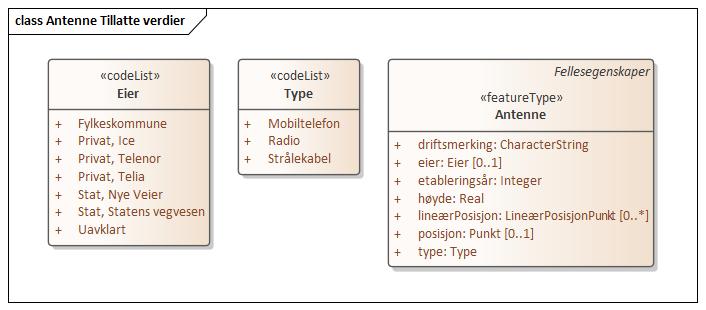 class Antenne Tillatte verdier
«codeList»
Eier
+ Fylkeskommune
+ Privat, Ice
+ Privat, Telenor
+ Privat, Telia
+ Stat, Nye Veier
+ Stat, Statens vegvesen
+ Uavklart
«codeList»
Type
+ Mobiltelefon
+ Radio
+ Strålekabel
Fellesegenskaper
«featureType»
Antenne
+ driftsmerking: CharacterString
+ eier: Eier [0..1]
+ etableringsår: Integer
+ høyde: Real
+ lineærPosisjon: LineærPosisjonPunkt [0..*]
+ posisjon: Punkt [0..1]
+ type: Type